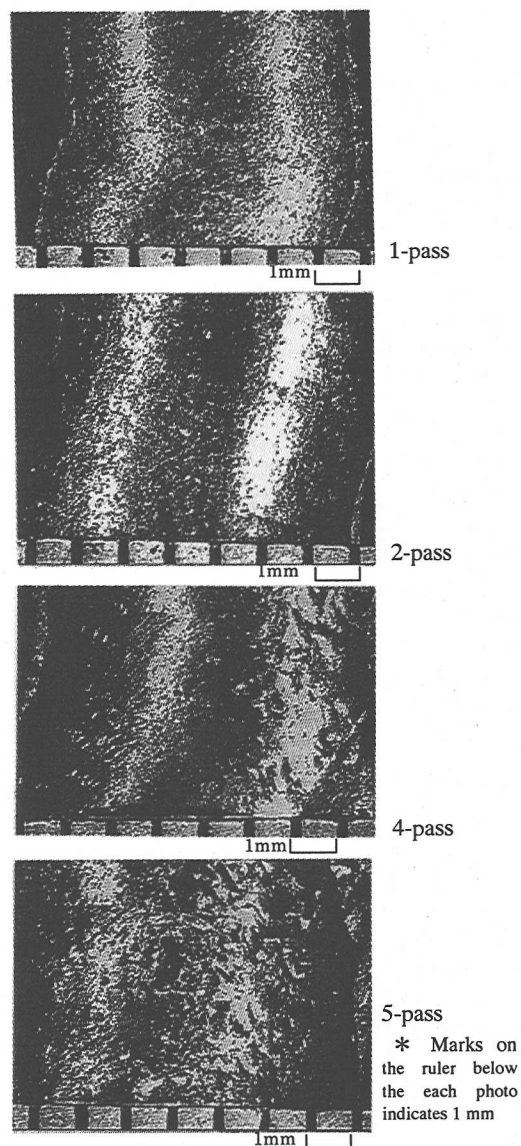 1-pass
1mm
2-pass
1mm
4-pass
1mm
5-pass
* Marks on
the ruler below
the each photo
indicates 1 mm
1mm